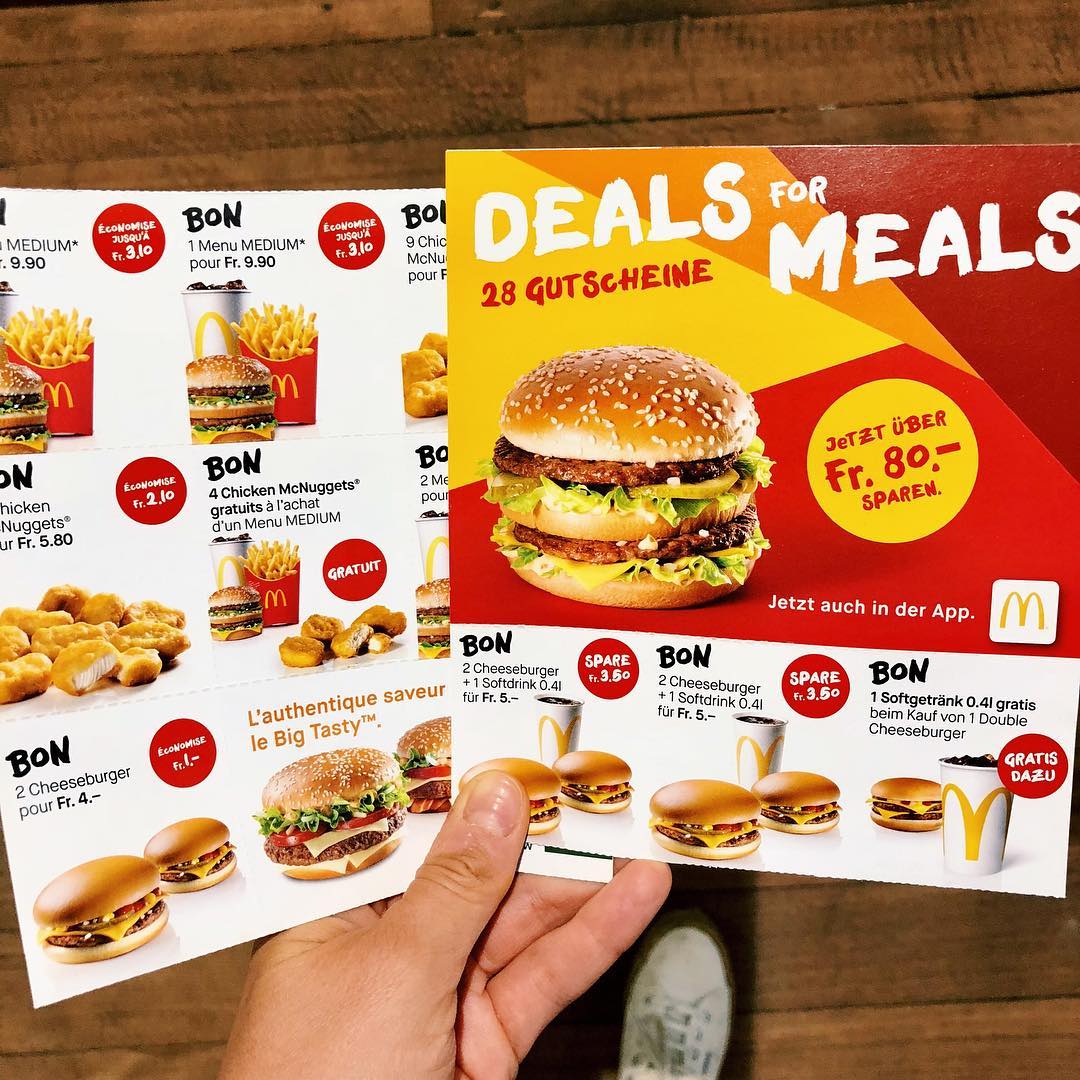 MEDIUM*
9.90
ÉCONOMISE
JUSQU'À
Fr. 3,10
BON
1 Menu MEDIUM*
pour Fr. 9.90
ÉCONOMISE
JUSQU'À
Fr. 3,10
9
pour
ÉCONOMISE
Fr. 2,10
Fr. 5.80
BON
4 Chicken McNuggets®
gratuits à l'achat
d'un Menu MEDIUM
GRATUIT
2
BON
2 Cheeseburger
pour Fr. 4.–
ÉCONOMISE
Fr. 1.–
L'authentique saveur
le Big Tasty™.
DEALS FOR
MEALS
28 GUTSCHEINE
JETZT ÜBER
Fr. 80.–
SPAREN.
Jetzt auch in der App.
BON
2 Cheeseburger
+ 1 Softdrink 0.4l
für Fr. 5.–
SPARE
Fr. 3.50
BON
2 Cheeseburger
+ 1 Softdrink 0.4l
für Fr. 5.–
SPARE
Fr. 3.50
BON
1 Softgetränk 0.4l gratis
beim Kauf von 1 Double
Cheeseburger
GRATIS
DAZU